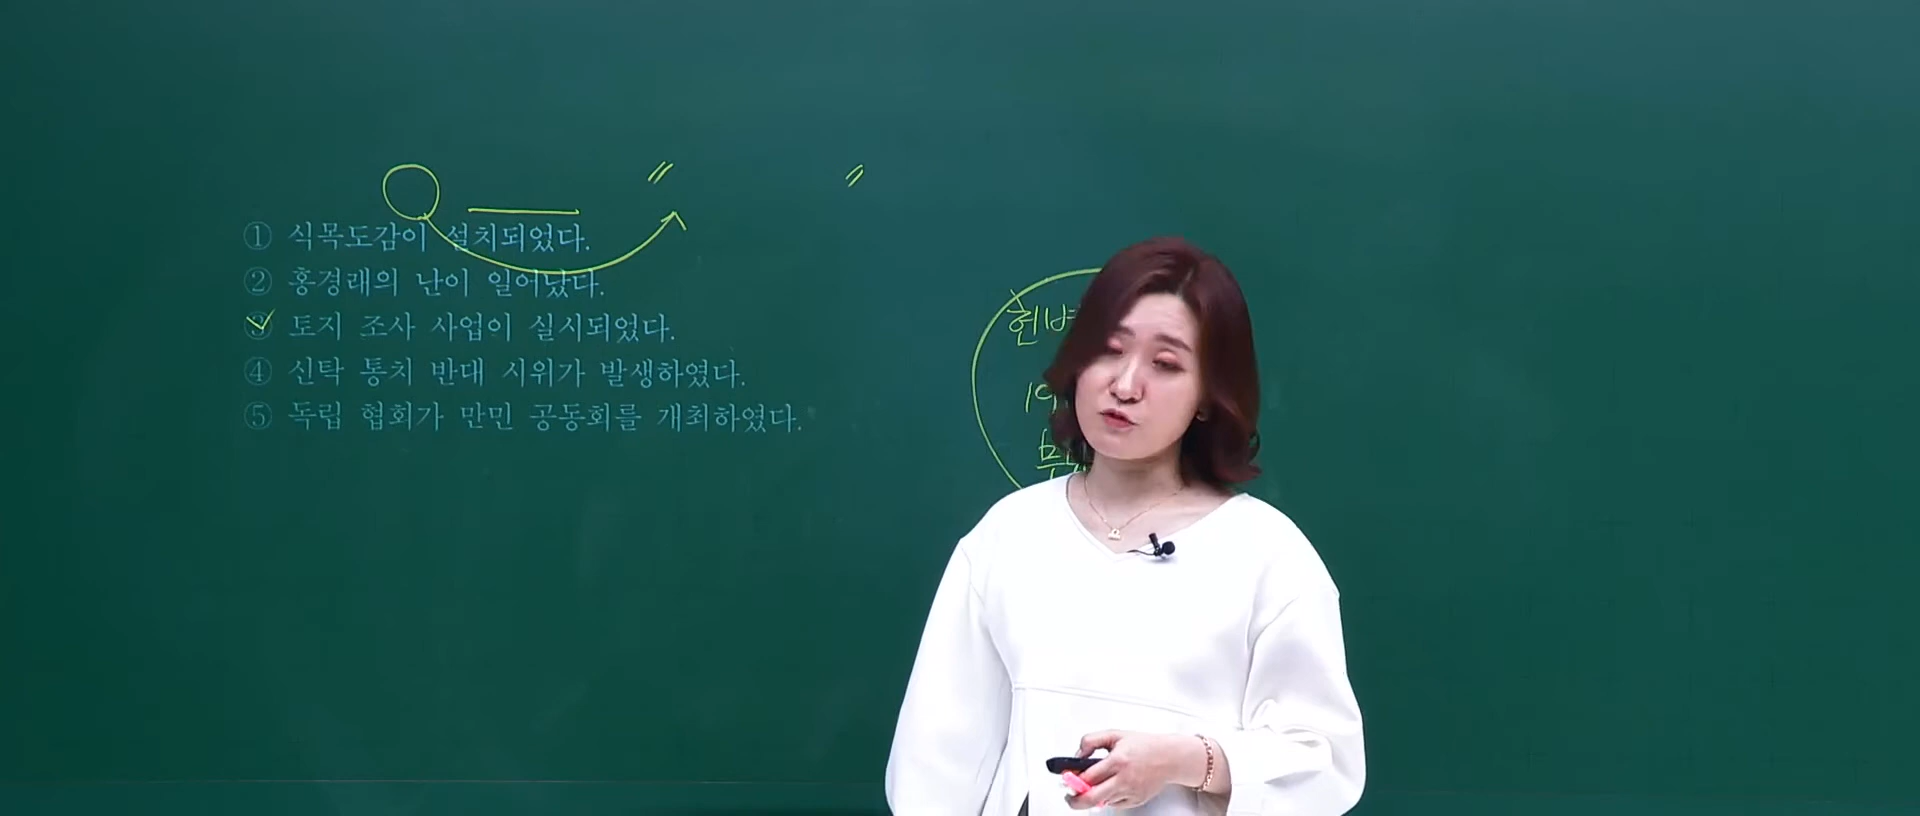 ① 식목도감이 설치되었다.
② 홍경래의 난이 일어났다.
③ 토지 조사 사업이 실시되었다.
④ 신탁 통치 반대 시위가 발생하였다.
⑤ 독립 협회가 만민 공동회를 개최하였다.
헌병
19